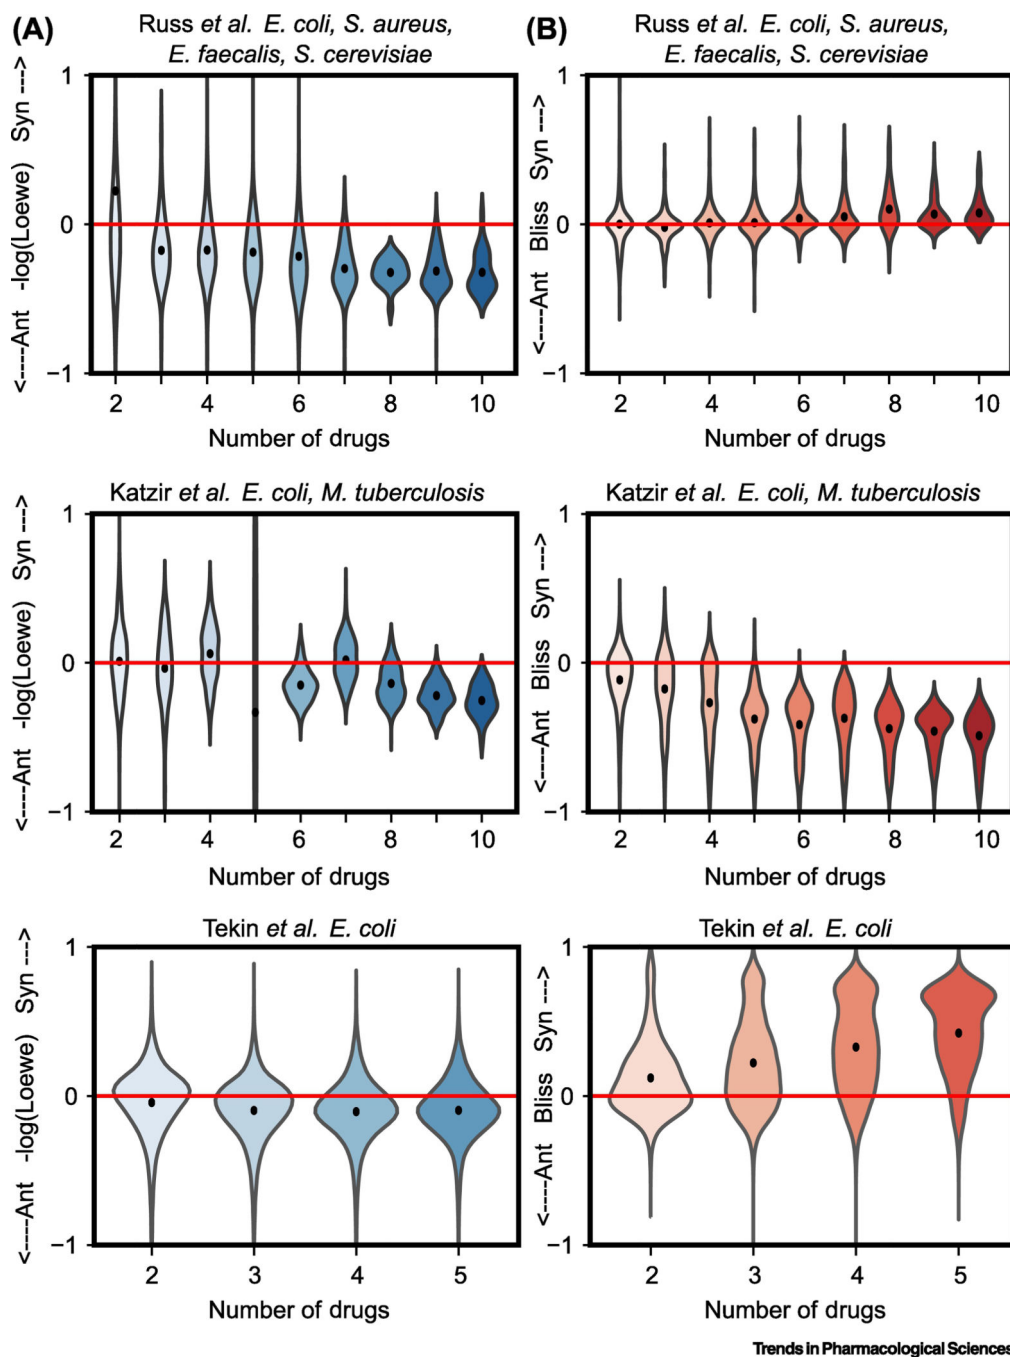 (A)
Russ et al. E. coli, S. aureus,
E. faecalis, S. cerevisiae
<----Ant -log(Loewe) Syn --->
1
0
−1
2 4 6 8 10
Number of drugs
(B)
Russ et al. E. coli, S. aureus,
E. faecalis, S. cerevisiae
<----Ant Bliss Syn --->
1
0
−1
2 4 6 8 10
Number of drugs
Katzir et al. E. coli, M. tuberculosis
<----Ant -log(Loewe) Syn --->
1
0
−1
2 4 6 8 10
Number of drugs
Katzir et al. E. coli, M. tuberculosis
<----Ant Bliss Syn --->
1
0
−1
2 4 6 8 10
Number of drugs
Tekin et al. E. coli
<----Ant -log(Loewe) Syn --->
1
0
−1
2 3 4 5
Number of drugs
Tekin et al. E. coli
<----Ant Bliss Syn --->
1
0
−1
2 3 4 5
Number of drugs
Trends in Pharmacological Sciences